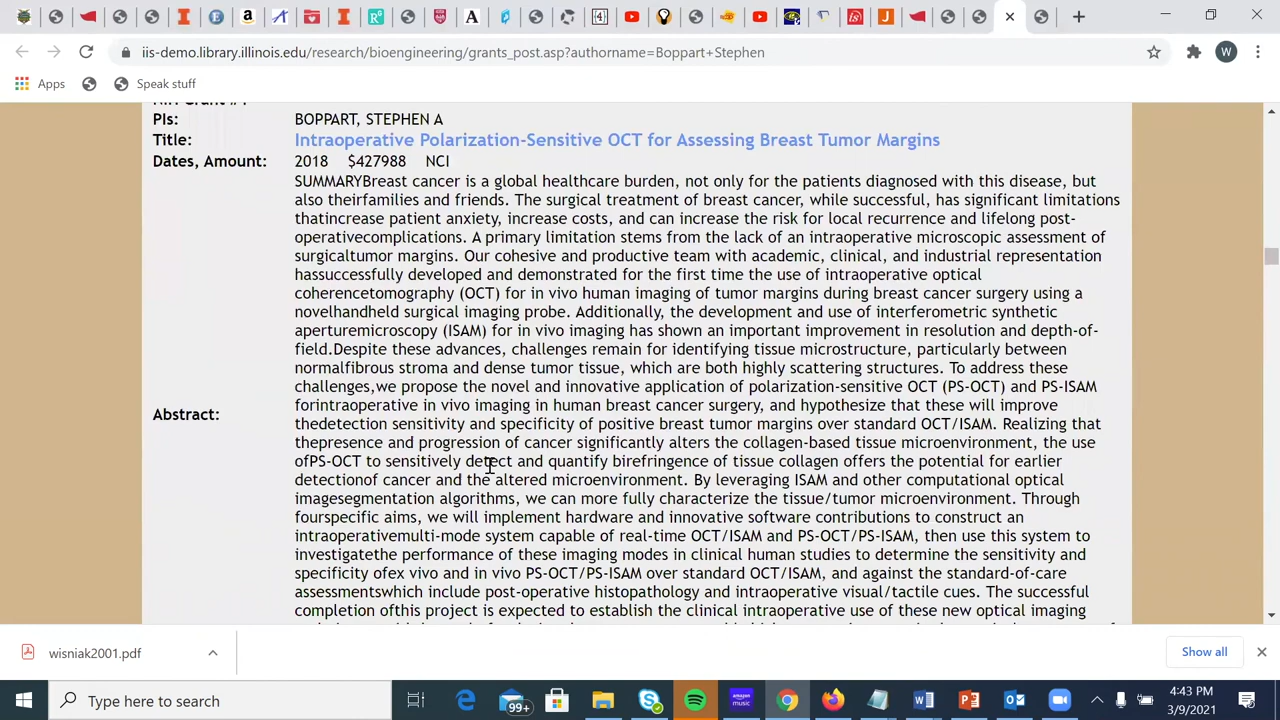 iis-demo.library.illinois.edu/research/bioengineering/grants_post.asp?authorname=Boppart+Stephen
W
Apps
Speak stuff
PIs: BOPPART, STEPHEN A
Title: Intraoperative Polarization-Sensitive OCT for Assessing Breast Tumor Margins
Dates, Amount: 2018 $427988 NCI
SUMMARYBreast cancer is a global healthcare burden, not only for the patients diagnosed with this disease, but
also theirfamilies and friends. The surgical treatment of breast cancer, while successful, has significant limitations
thatincrease patient anxiety, increase costs, and can increase the risk for local recurrence and lifelong post-
operativecomplications. A primary limitation stems from the lack of an intraoperative microscopic assessment of
surgicaltumor margins. Our cohesive and productive team with academic, clinical, and industrial representation
hassuccessfully developed and demonstrated for the first time the use of intraoperative optical
coherencetomography (OCT) for in vivo human imaging of tumor margins during breast cancer surgery using a
novelhandheld surgical imaging probe. Additionally, the development and use of interferometric synthetic
aperturemicroscopy (ISAM) for in vivo imaging has shown an important improvement in resolution and depth-of-
field.Despite these advances, challenges remain for identifying tissue microstructure, particularly between
normalfibrous stroma and dense tumor tissue, which are both highly scattering structures. To address these
challenges,we propose the novel and innovative application of polarization-sensitive OCT (PS-OCT) and PS-ISAM
forintraoperative in vivo imaging in human breast cancer surgery, and hypothesize that these will improve
Abstract:
thedetection sensitivity and specificity of positive breast tumor margins over standard OCT/ISAM. Realizing that
thepresence and progression of cancer significantly alters the collagen-based tissue microenvironment, the use
ofPS-OCT to sensitively detect and quantify birefringence of tissue collagen offers the potential for earlier
detectionof cancer and the altered microenvironment. By leveraging ISAM and other computational optical
imagesegmentation algorithms, we can more fully characterize the tissue/tumor microenvironment. Through
fourspecific aims, we will implement hardware and innovative software contributions to construct an
intraoperativemulti-mode system capable of real-time OCT/ISAM and PS-OCT/PS-ISAM, then use this system to
investigatethe performance of these imaging modes in clinical human studies to determine the sensitivity and
specificity ofex vivo and in vivo PS-OCT/PS-ISAM over standard OCT/ISAM, and against the standard-of-care
assessmentswhich include post-operative histopathology and intraoperative visual/tactile cues. The successful
completion ofthis project is expected to establish the clinical intraoperative use of these new optical imaging
wisniak2001.pdf
Show all
Type here to search
99+
amazon music
4:43 PM
3/9/2021